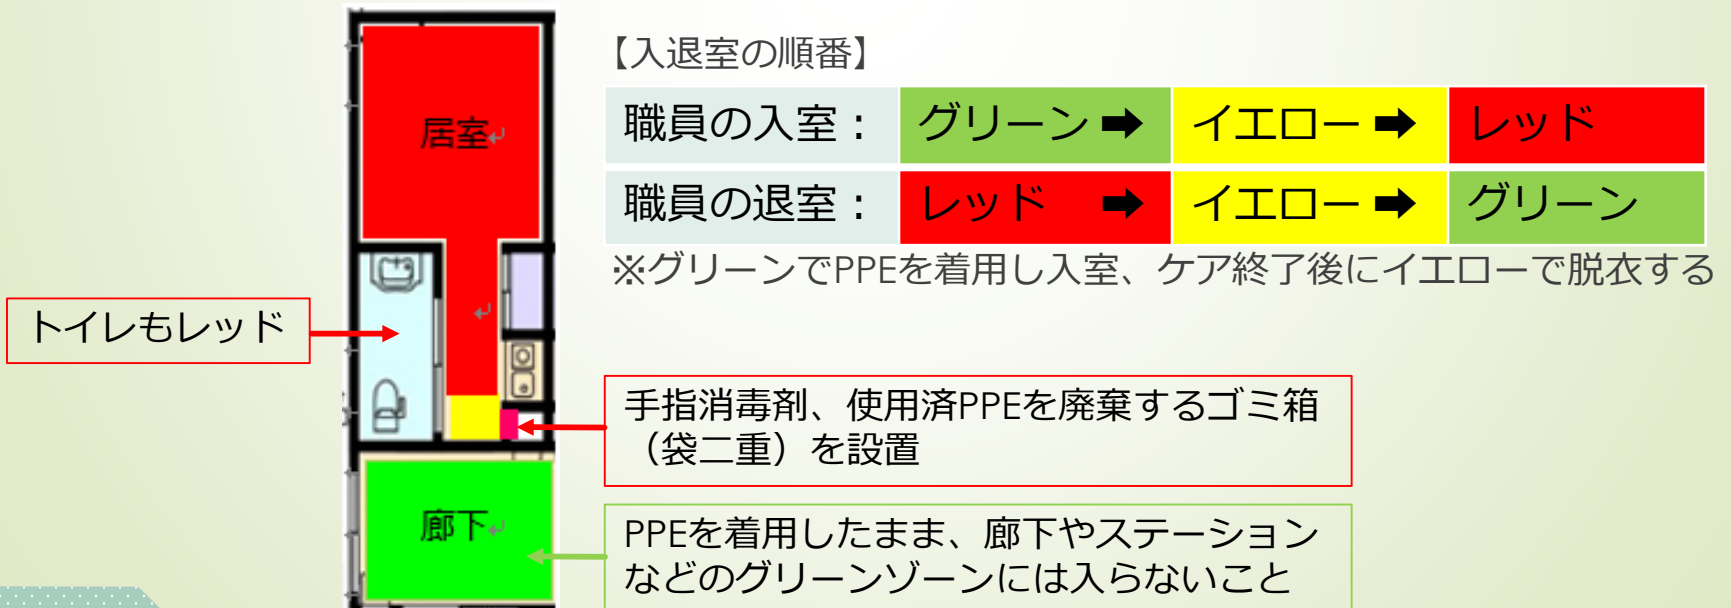 【入退室の順番】
職員の入室： グリーン➡ イエロー➡ レッド
職員の退室： レッド ➡ イエロー➡ グリーン
※グリーンでPPEを着用し入室、ケア終了後にイエローで脱衣する
居室↵
↵
トイレもレッド
手指消毒剤、使用済PPEを廃棄するゴミ箱
（袋二重）を設置
廊下↵
PPEを着用したまま、廊下やステーション
などのグリーンゾーンには入らないこと